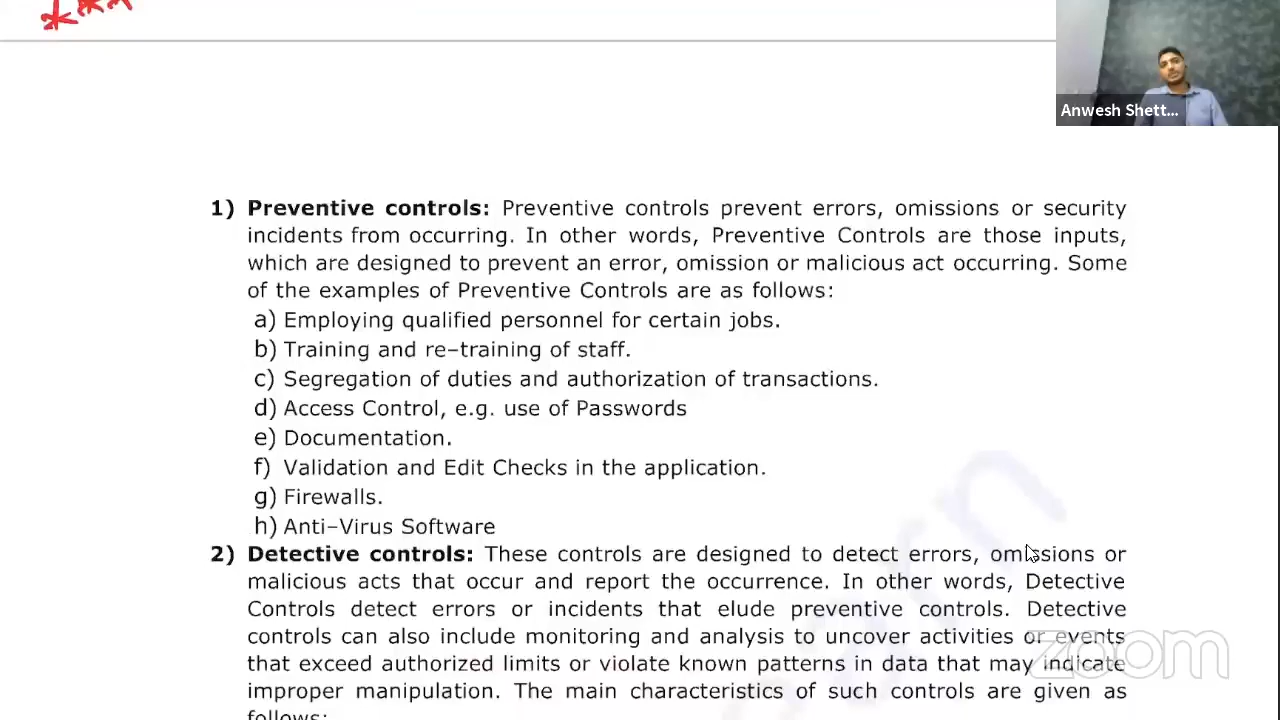 ***
Anwesh Shett...
1) Preventive controls: Preventive controls prevent errors, omissions or security
incidents from occurring. In other words, Preventive Controls are those inputs,
which are designed to prevent an error, omission or malicious act occurring. Some
of the examples of Preventive Controls are as follows:
a) Employing qualified personnel for certain jobs.
b) Training and re-training of staff.
c) Segregation of duties and authorization of transactions.
d) Access Control, e.g. use of Passwords
e) Documentation.
f) Validation and Edit Checks in the application.
g) Firewalls.
h) Anti-Virus Software
2) Detective controls: These controls are designed to detect errors, omissions or
malicious acts that occur and report the occurrence. In other words, Detective
Controls detect errors or incidents that elude preventive controls. Detective
controls can also include monitoring and analysis to uncover activities or events
that exceed authorized limits or violate known patterns in data that may indicate
improper manipulation. The main characteristics of such controls are given as
follows:
zoom